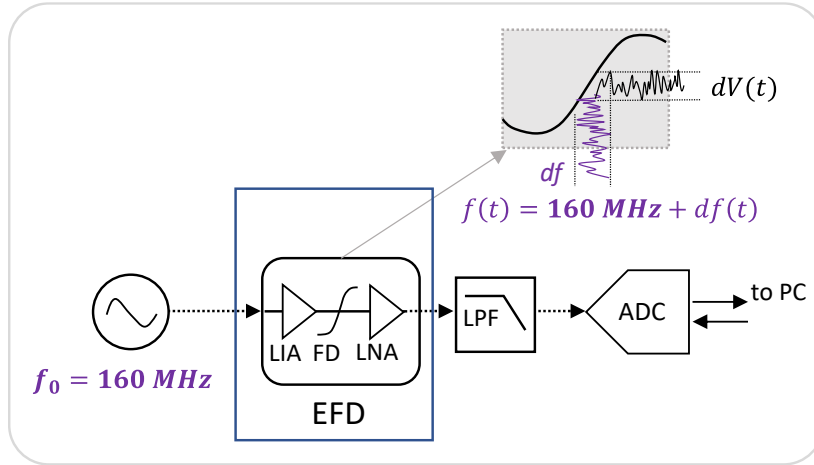 dV(t)
df
f(t) = 160 MHz + df(t)
LIA FD LNA
LPF
ADC
to PC
f₀ = 160 MHz
EFD